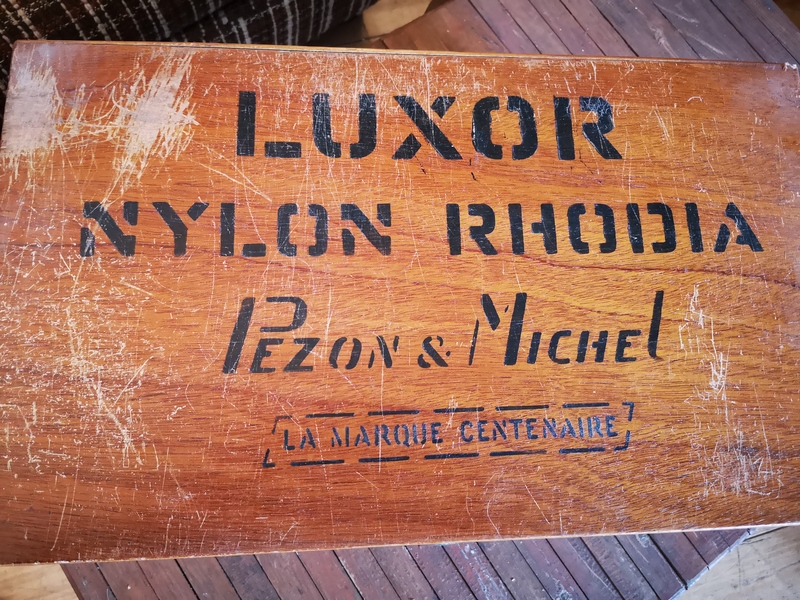 LUXOR
NYLON RHODIA
PEZON & MICHEL
LA MARQUE CENTENAIRE